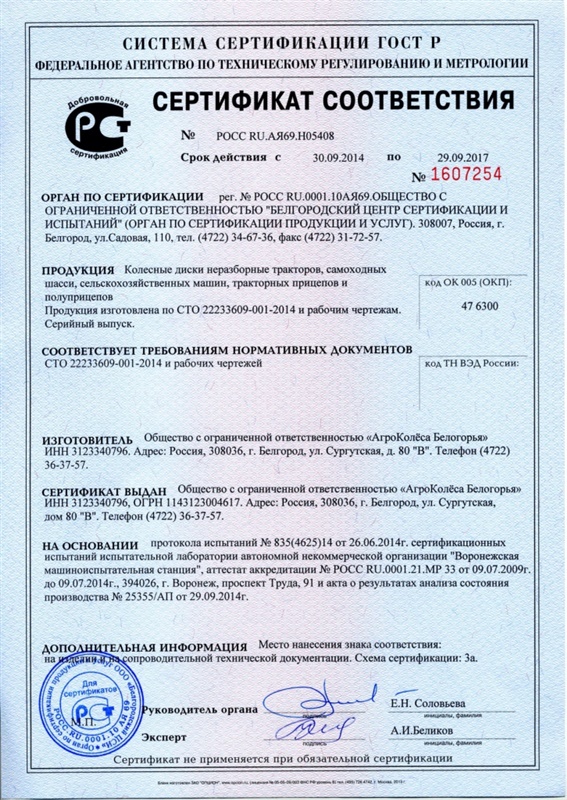 СИСТЕМА СЕРТИФИКАЦИИ ГОСТ Р
ФЕДЕРАЛЬНОЕ АГЕНТСТВО ПО ТЕХНИЧЕСКОМУ РЕГУЛИРОВАНИЮ И МЕТРОЛОГИИ
Добровольная
сертификация
СЕРТИФИКАТ СООТВЕТСТВИЯ
№ РОСС RU.АЯ69.Н05408
Срок действия с 30.09.2014 по 29.09.2017
№ 1607254
ОРГАН ПО СЕРТИФИКАЦИИ рег. № РОСС RU.0001.10АЯ69.ОБЩЕСТВО С
ОГРАНИЧЕННОЙ ОТВЕТСТВЕННОСТЬЮ "БЕЛГОРОДСКИЙ ЦЕНТР СЕРТИФИКАЦИИ И
ИСПЫТАНИЙ" (ОРГАН ПО СЕРТИФИКАЦИИ ПРОДУКЦИИ И УСЛУГ). 308007, Россия, г.
Белгород, ул.Садовая, 110, тел. (4722) 34-67-36, факс (4722) 31-72-57.
ПРОДУКЦИЯ Колесные диски неразборные тракторов, самоходных
шасси, сельскохозяйственных машин, тракторных прицепов и
полуприцепов
Продукция изготовлена по СТО 22233609-001-2014 и рабочим чертежам.
Серийный выпуск.
код ОК 005 (ОКП):
47 6300
СООТВЕТСТВУЕТ ТРЕБОВАНИЯМ НОРМАТИВНЫХ ДОКУМЕНТОВ
СТО 22233609-001-2014 и рабочих чертежей
код ТН ВЭД России:
ИЗГОТОВИТЕЛЬ Общество с ограниченной ответственностью «АгроКолёса Белогорья»
ИНН 3123340796. Адрес: Россия, 308036, г. Белгород, ул. Сургутская, д. 80 "В". Телефон (4722)
36-37-57.
СЕРТИФИКАТ ВЫДАН Общество с ограниченной ответственностью «АгроКолёса Белогорья»
ИНН 3123340796, ОГРН 1143123004617. Адрес: Россия, 308036, г. Белгород, ул. Сургутская,
дом 80 "В". Телефон (4722) 36-37-57.
НА ОСНОВАНИИ протокола испытаний № 835(4625)14 от 26.06.2014г. сертификационных
испытаний испытательной лаборатории автономной некоммерческой организации "Воронежская
машиноиспытательная станция", аттестат аккредитации № РОСС RU.0001.21.МР 33 от 09.07.2009г.
до 09.07.2014г., 394026, г. Воронеж, проспект Труда, 91 и акта о результатах анализа состояния
производства № 25355/АП от 29.09.2014г.
ДОПОЛНИТЕЛЬНАЯ ИНФОРМАЦИЯ Место нанесения знака соответствия:
на изделии и на сопроводительной технической документации. Схема сертификации: 3а.
Для
сертификатов
М.П.
РОСС RU.0001.10 АЯ 69
Руководитель органа
подпись
Е.Н. Соловьева
инициалы, фамилия
Эксперт
подпись
А.И.Беликов
инициалы, фамилия
Сертификат не применяется при обязательной сертификации